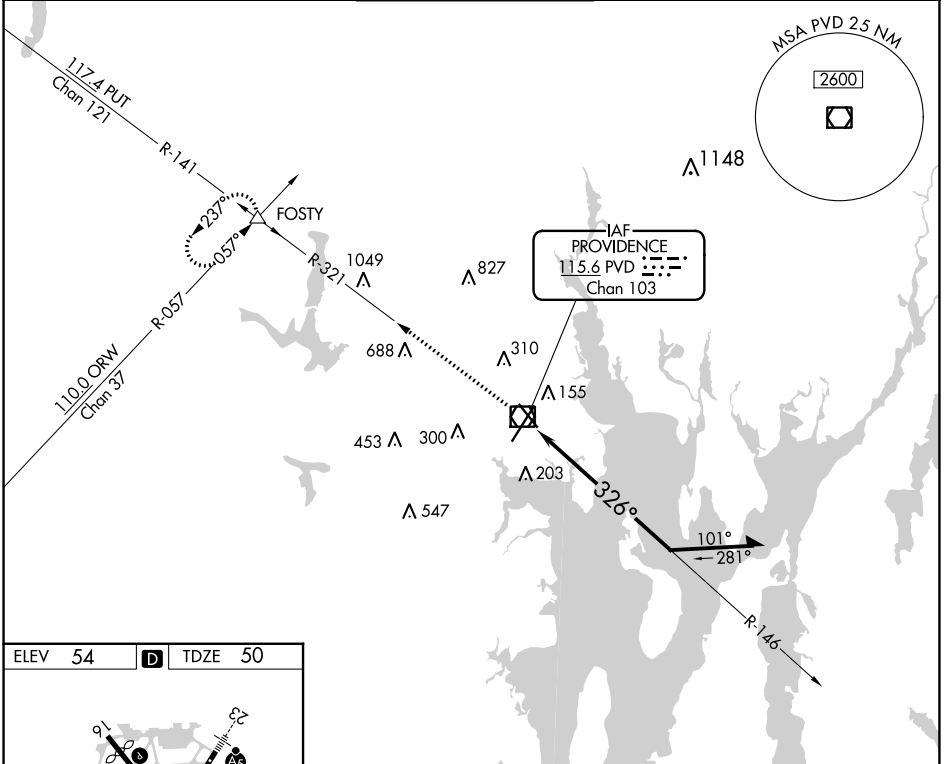 MSA PVD 25 NM
2600
117.4 PUT
Chan 121
R-141
1148
237°
FOSTY
057°
IAF
PROVIDENCE
115.6 PVD
Chan 103
R-321
1049
827
R-057
688
310
110.0 ORW
Chan 37
155
453
300
203
326°
547
101°
281°
R-146
ELEV 54
D
TDZE 50
16
23
A5